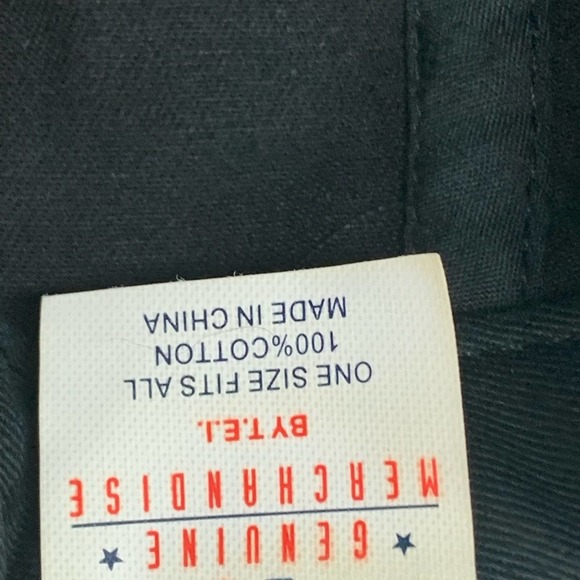 ★ GENUINE ★
MERCHANDISE
BY T.E.I.
ONE SIZE FITS ALL
100%COTTON
MADE IN CHINA